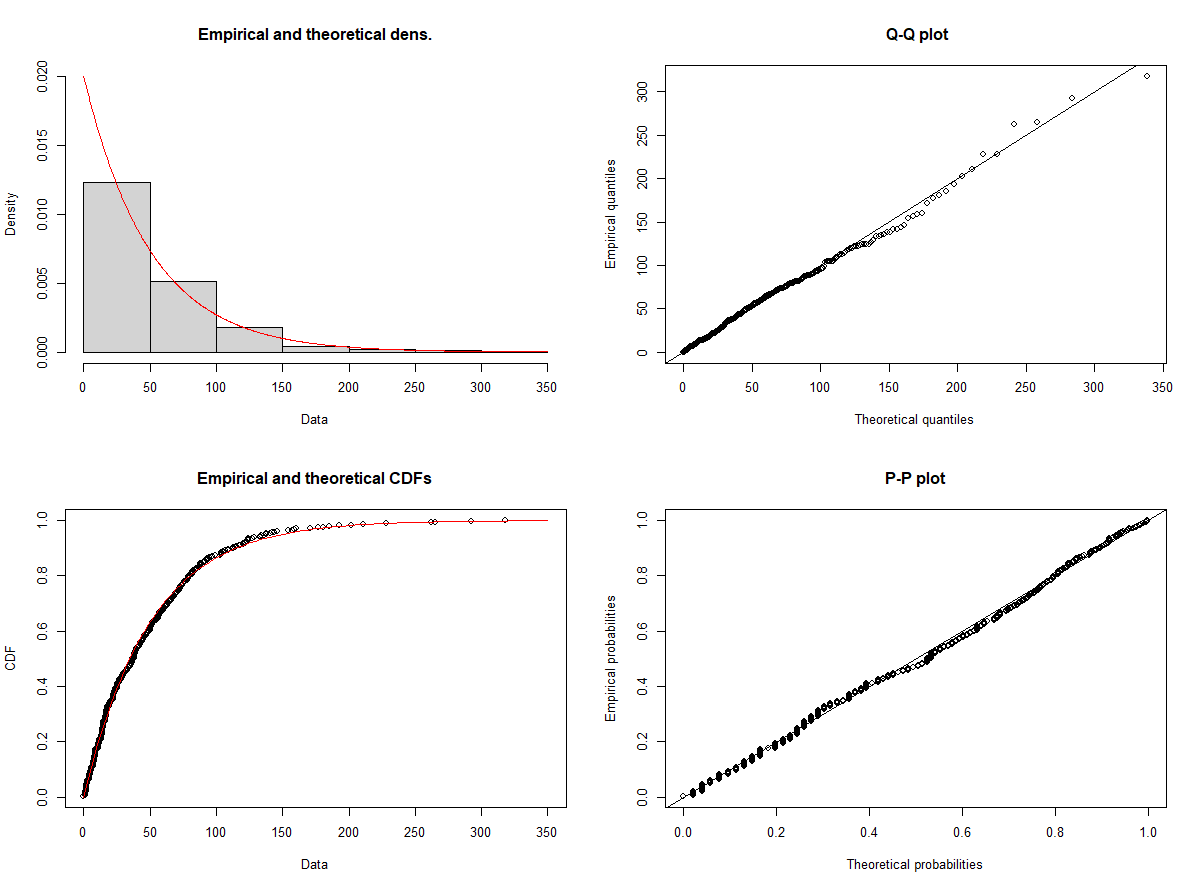 Empirical and theoretical dens.
Density
0.000 0.005 0.010 0.015 0.020
0 50 100 150 200 250 300 350
Data
Q-Q plot
Empirical quantiles
0 50 100 150 200 250 300
0 50 100 150 200 250 300 350
Theoretical quantiles
Empirical and theoretical CDFs
CDF
0.0 0.2 0.4 0.6 0.8 1.0
0 50 100 150 200 250 300 350
Data
P-P plot
Empirical probabilities
0.0 0.2 0.4 0.6 0.8 1.0
0.0 0.2 0.4 0.6 0.8 1.0
Theoretical probabilities